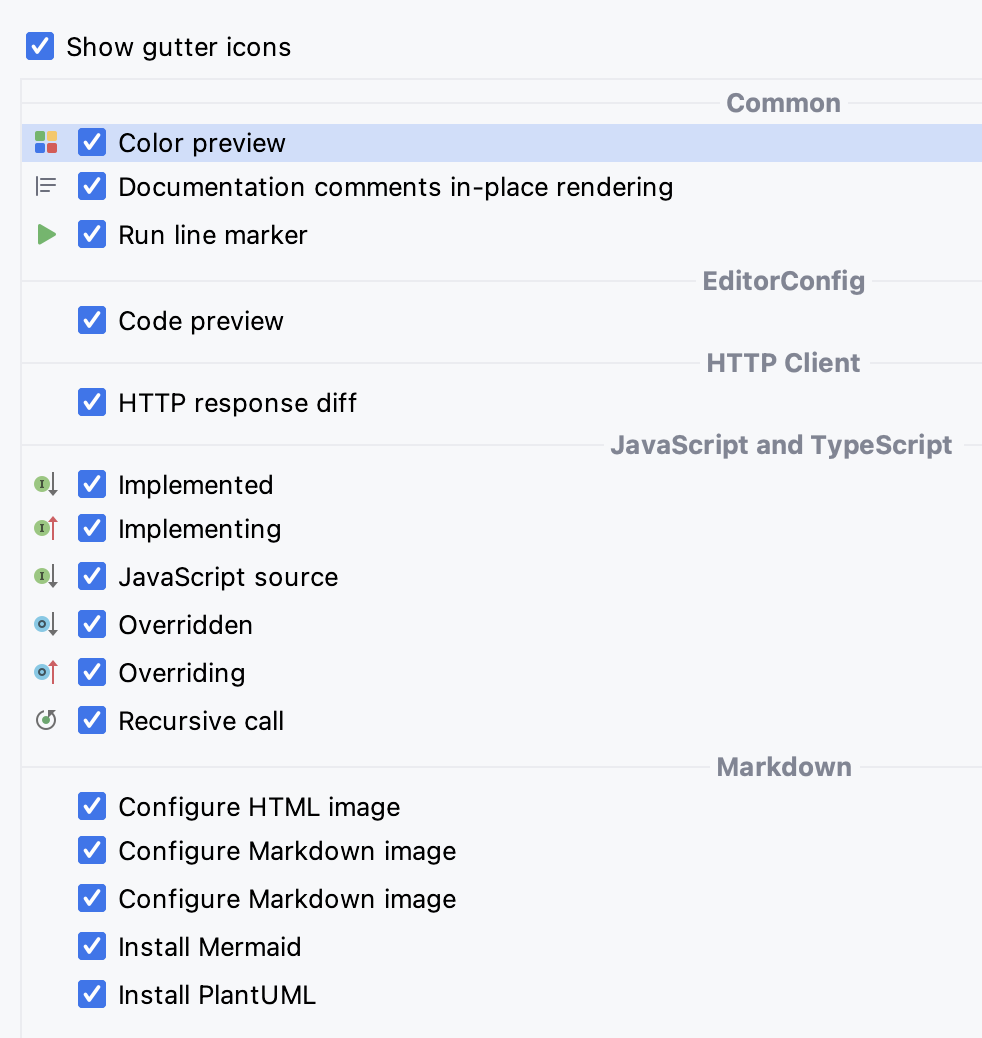 Show gutter icons
Common
Color preview
Documentation comments in-place rendering
Run line marker
EditorConfig
Code preview
HTTP Client
HTTP response diff
JavaScript and TypeScript
Implemented
Implementing
JavaScript source
Overridden
Overriding
Recursive call
Markdown
Configure HTML image
Configure Markdown image
Configure Markdown image
Install Mermaid
Install PlantUML